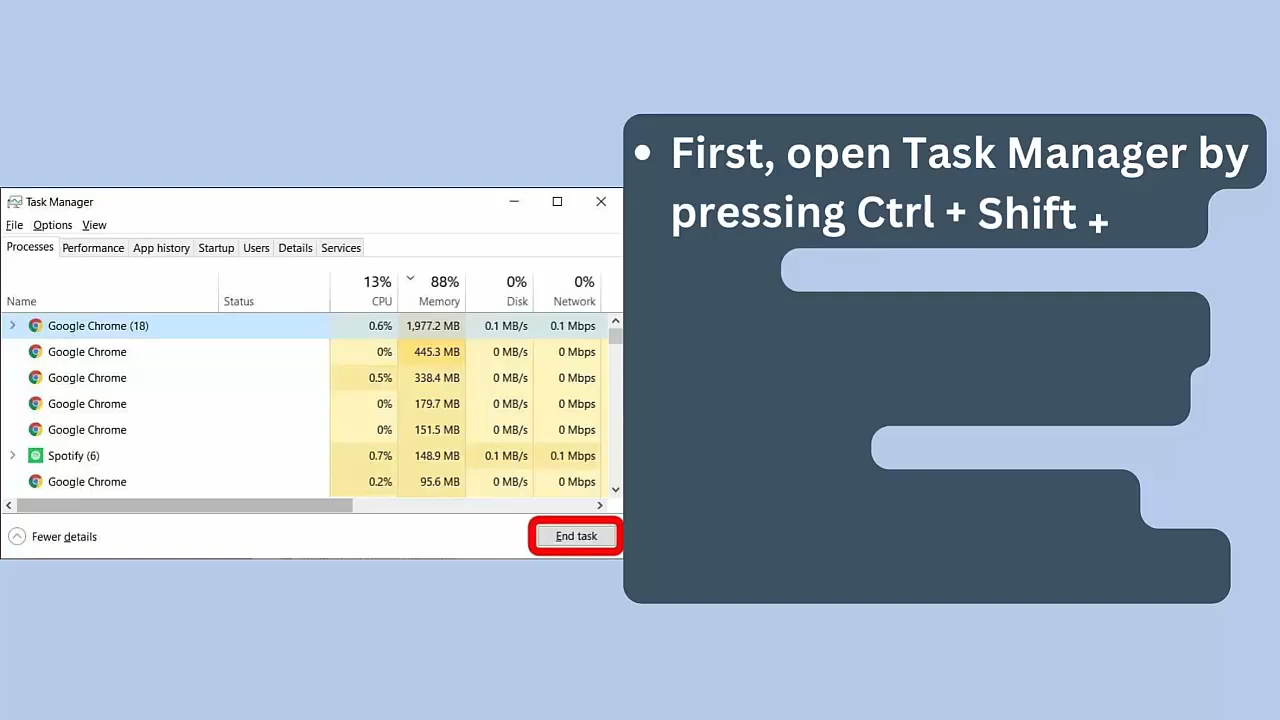 Task Manager
File Options View
Processes Performance App history Startup Users Details Services
13% 88% 0% 0%
Name Status CPU Memory Disk Network
Google Chrome (18) 0.6% 1,977.2 MB 0.1 MB/s 0.1 Mbps
Google Chrome 0% 445.3 MB 0 MB/s 0 Mbps
Google Chrome 0.5% 338.4 MB 0 MB/s 0 Mbps
Google Chrome 0% 179.7 MB 0 MB/s 0 Mbps
Google Chrome 0% 151.5 MB 0 MB/s 0 Mbps
Spotify (6) 0.7% 148.9 MB 0.1 MB/s 0.1 Mbps
Google Chrome 0.2% 95.6 MB 0 MB/s 0 Mbps
Fewer details End task
• First, open Task Manager by
pressing Ctrl + Shift +